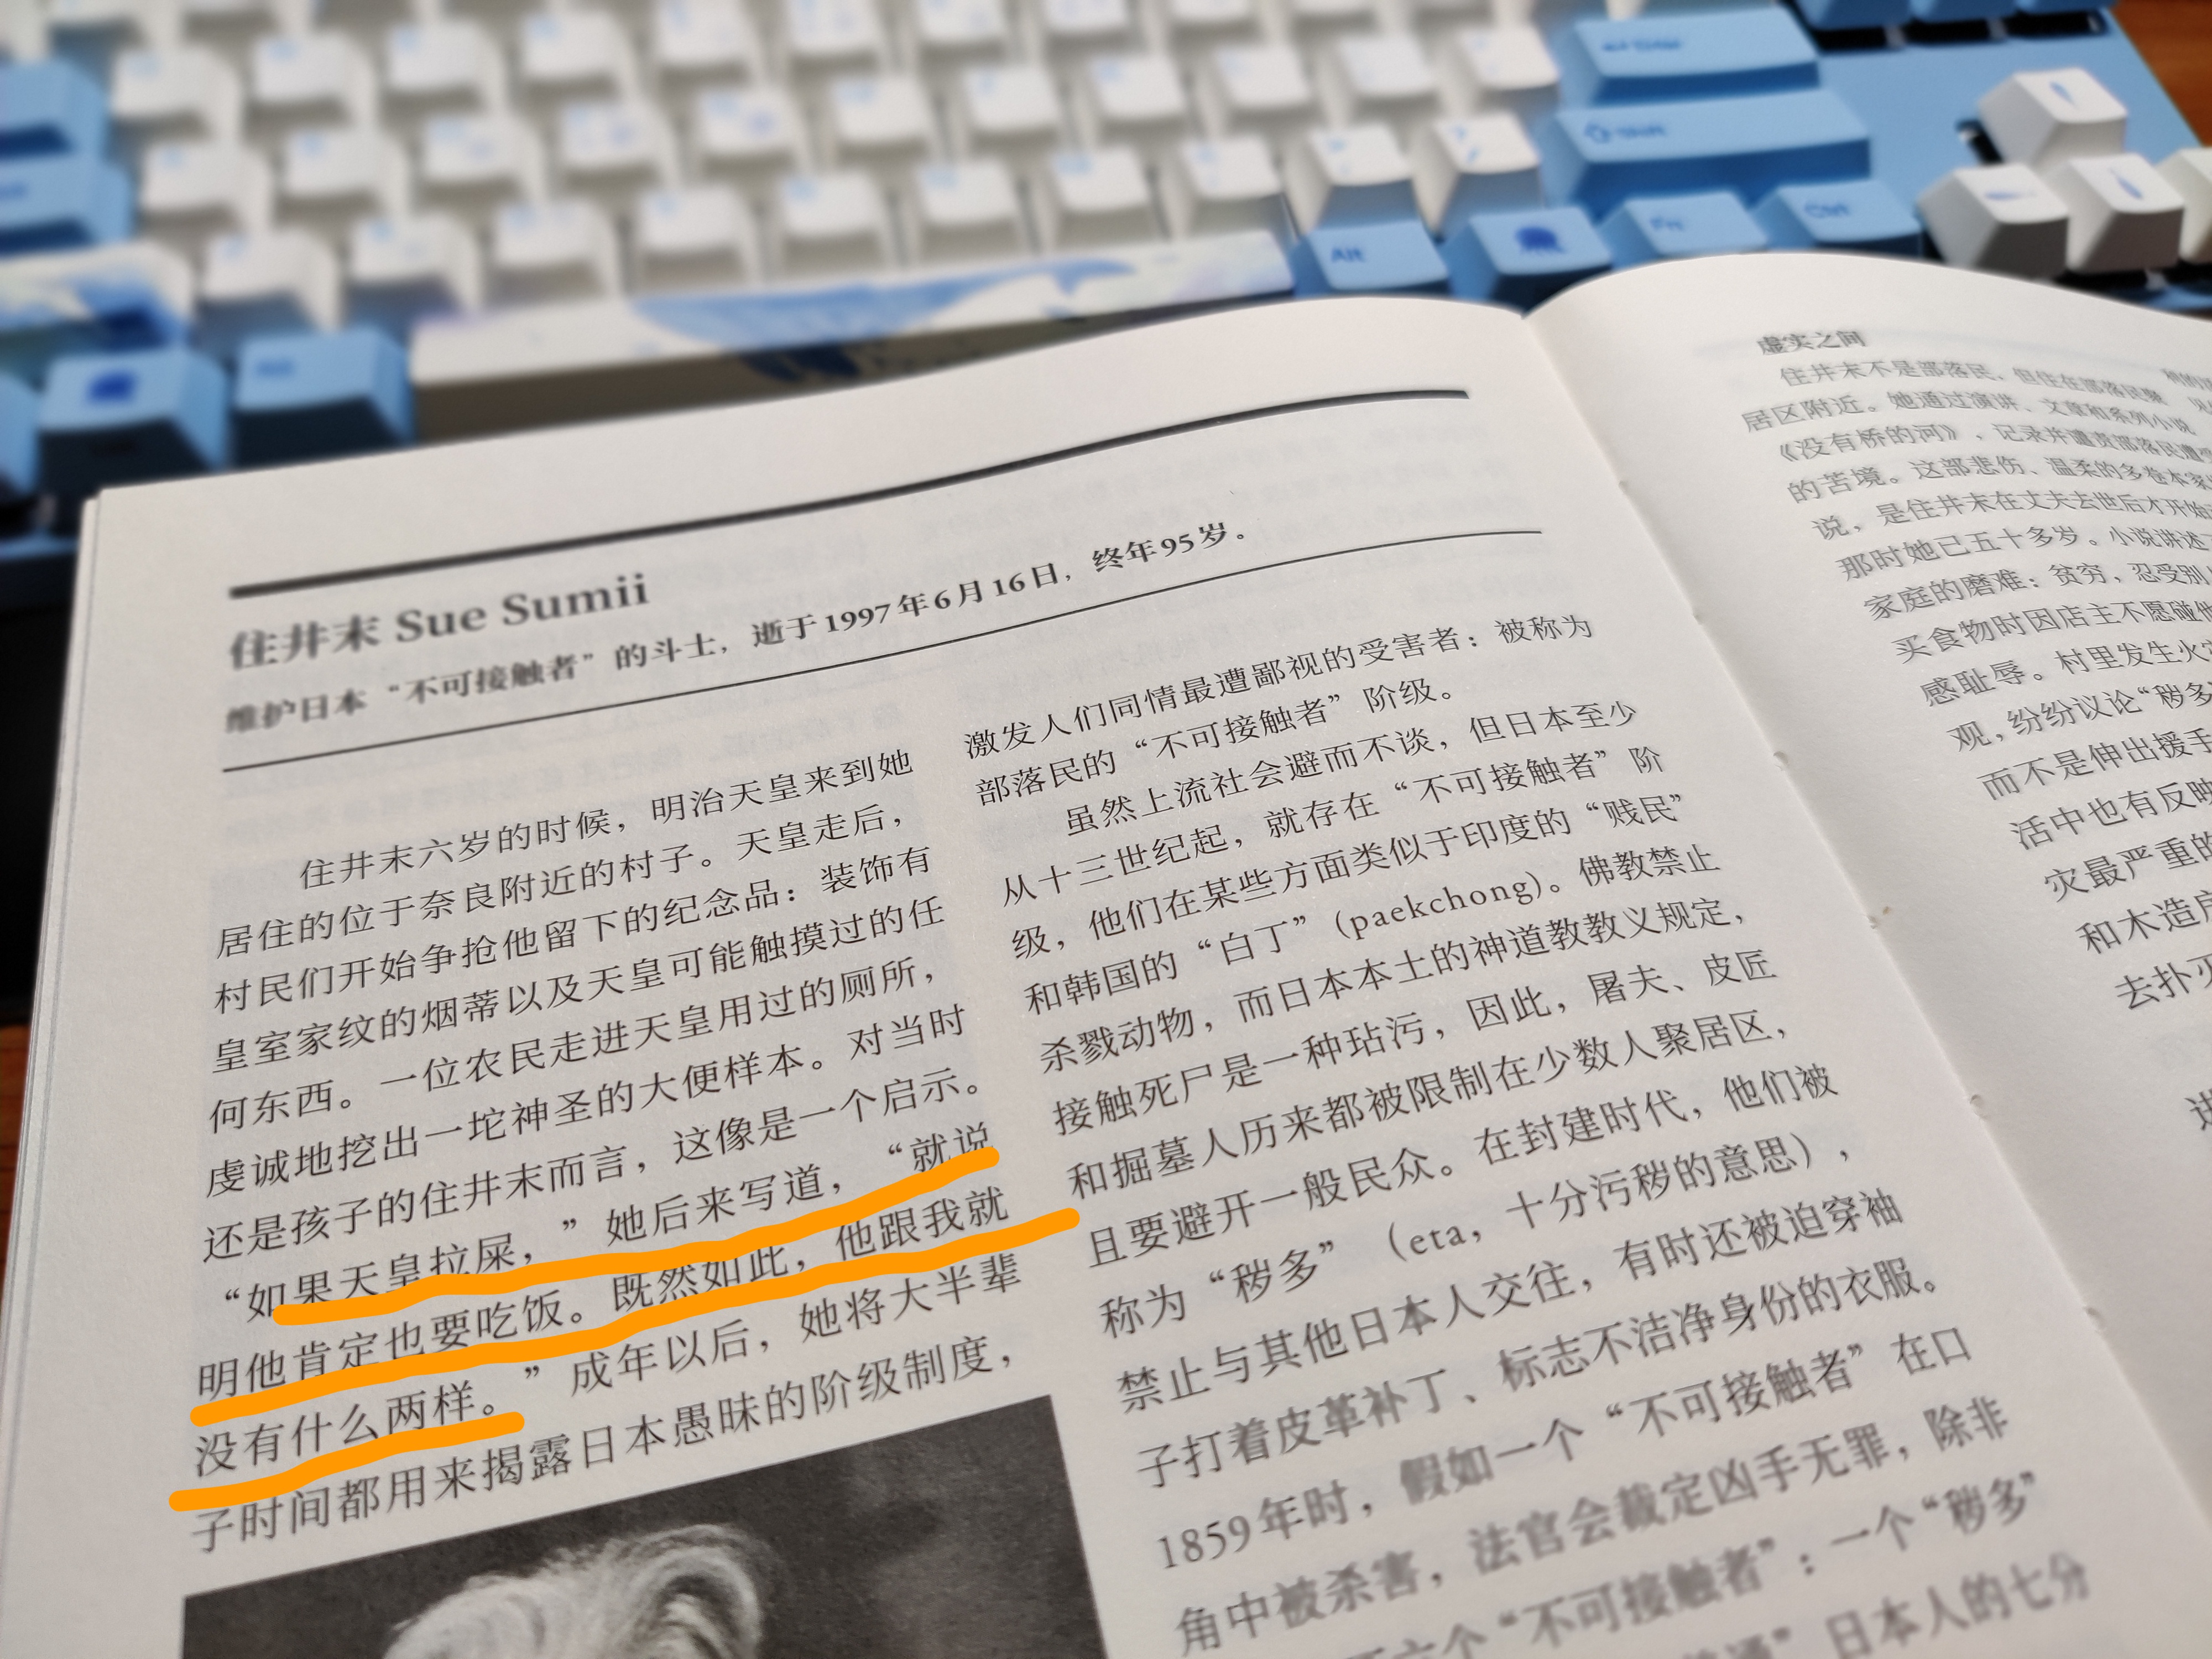 Shift
Alt
Fn
Ctrl
住井末 Sue Sumii
维护日本“不可接触者”的斗士，逝于1997年6月16日，终年95岁。
住井末六岁的时候，明治天皇来到她
居住的位于奈良附近的村子。天皇走后，
村民们开始争抢他留下的纪念品：装饰有
皇室家纹的烟蒂以及天皇可能触摸过的任
何东西。一位农民走进天皇用过的厕所，
虔诚地挖出一坨神圣的大便样本。对当时
还是孩子的住井末而言，这像是一个启示。
“如果天皇拉屎，”她后来写道，“就说
明他肯定也要吃饭。既然如此，他跟我就
没有什么两样。”成年以后，她将大半辈
子时间都用来揭露日本愚昧的阶级制度，
激发人们同情最遭鄙视的受害者：被称为
部落民的“不可接触者”阶级。
虽然上流社会避而不谈，但日本至少
从十三世纪起，就存在“不可接触者”阶
级，他们在某些方面类似于印度的“贱民”
和韩国的“白丁”（paekchong）。佛教禁止
杀戮动物，而日本本土的神道教教义规定，
接触死尸是一种玷污，因此，屠夫、皮匠
和掘墓人历来都被限制在少数人聚居区，
且要避开一般民众。在封建时代，他们被
称为“秽多”（eta，十分污秽的意思），
禁止与其他日本人交往，有时还被迫穿袖
子打着皮革补丁、标志不洁净身份的衣服。
1859年时，假如一个“不可接触者”在口
角中被杀害，法官会裁定凶手无罪，除非
六个“不可接触者”：一个“秽多”
日本人的七分
虚实之间
住井末不是部落民，但住在部落民聚
居区附近。她通过演讲、文章和系列小说
《没有桥的河》，记录并谴责部落民遭受
的苦境。这部悲伤、温柔的多卷本家
说，是住井末在丈夫去世后才开始
那时她已五十多岁。小说讲述
家庭的磨难：贫穷，忍受别
买食物时因店主不愿碰
感耻辱。村里发生火
观，纷纷议论“秽多
而不是伸出援手
活中也有反映
灾最严重的
和木造房
去扑灭